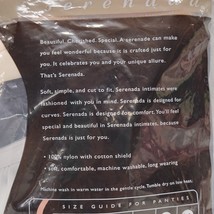 Serenada
Beautiful. Cherished. Special. A serenade can make
you feel wonderful because it is crafted just for
you. It celebrates you and your unique allure.
That's Serenada.
Soft, simple, and cut to fit. Serenada intimates were
fashioned with you in mind. Serenada is designed for
curves. Serenada is designed for comfort. You'll feel
special and beautiful in Serenada intimates, because
Serenada is just for you.
• 100% nylon with cotton shield
• soft, comfortable, machine washable, long wearing
Machine wash in warm water in the gentle cycle. Tumble dry on low heat.
SIZE GUIDE FOR PANTIES